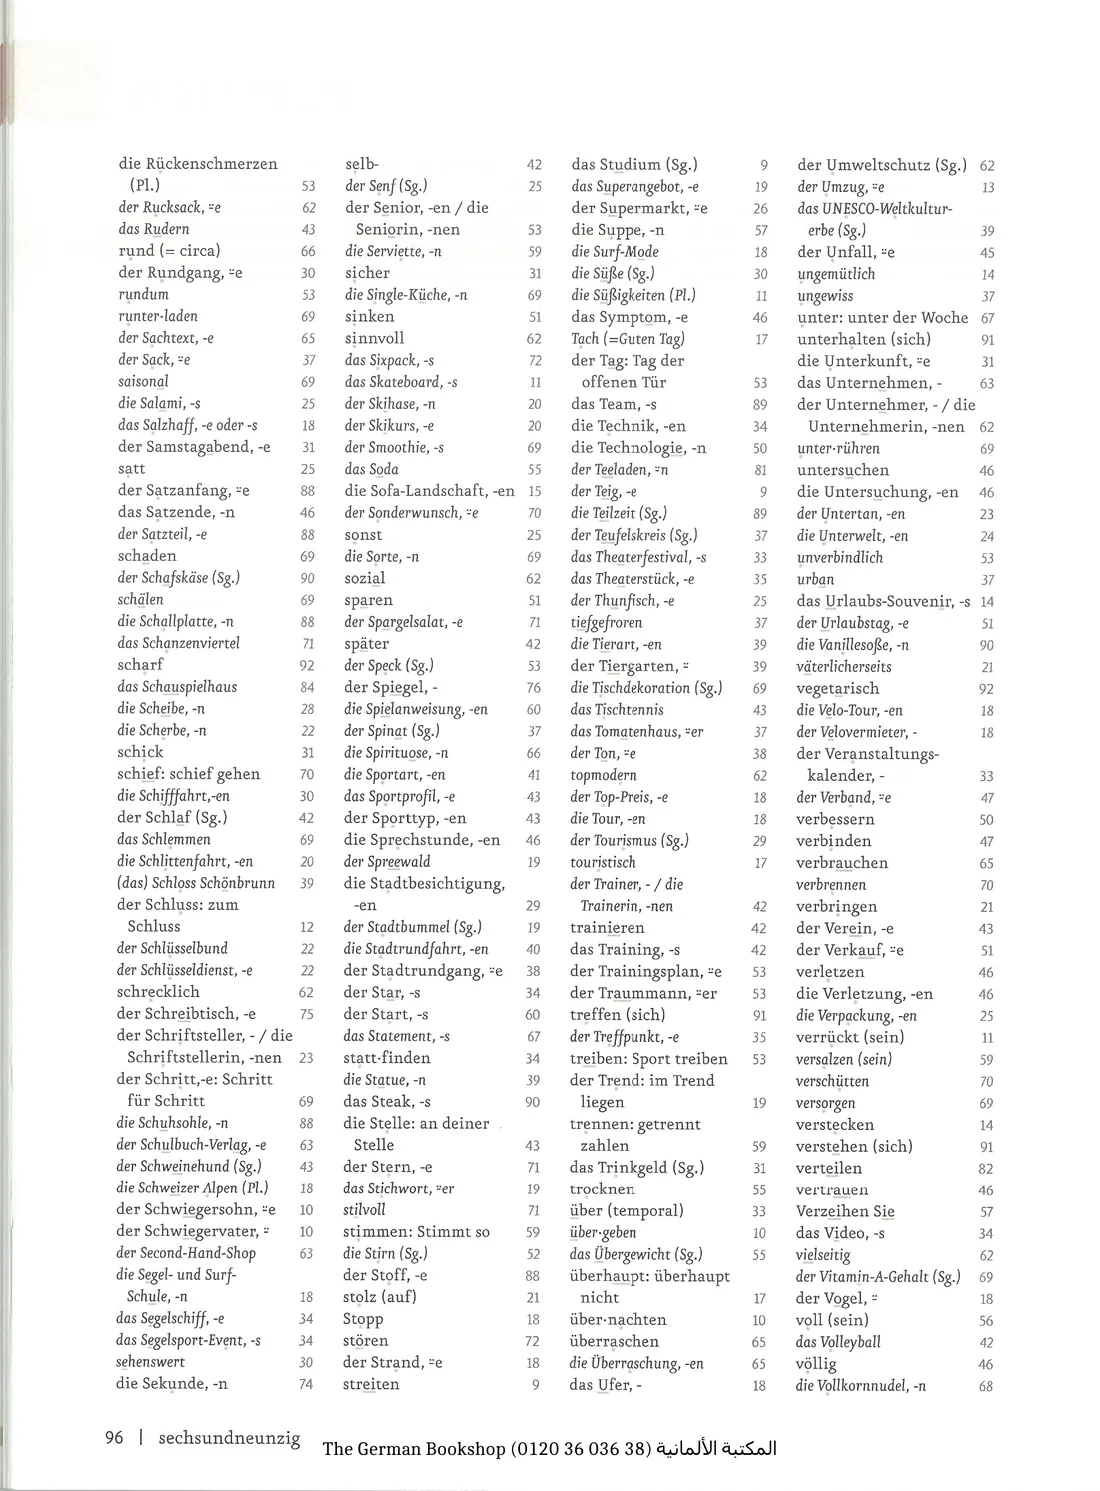 die Rückenschmerzen
(Pl.) 53
der Rucksack, ⸚e 62
das Rudern 43
rund (= circa) 66
der Rundgang, ⸚e 30
rundum 53
runter·laden 69
der Sachtext, -e 65
der Sack, ⸚e 37
saisonal 69
die Salami, -s 25
das Salzhaff, -e oder -s 18
der Samstagabend, -e 31
satt 25
der Satzanfang, ⸚e 88
das Satzende, -n 46
der Satzteil, -e 88
schaden 69
der Schafskäse (Sg.) 90
schälen 69
die Schallplatte, -n 88
das Schanzenviertel 71
scharf 92
das Schauspielhaus 84
die Scheibe, -n 28
die Scherbe, -n 22
schick 31
schief: schief gehen 70
die Schifffahrt,-en 30
der Schlaf (Sg.) 42
das Schlemmen 69
die Schlittenfahrt, -en 20
(das) Schloss Schönbrunn 39
der Schluss: zum
Schluss 12
der Schlüsselbund 22
der Schlüsseldienst, -e 22
schrecklich 62
der Schreibtisch, -e 75
der Schriftsteller, - / die
Schriftstellerin, -nen 23
der Schritt,-e: Schritt
für Schritt 69
die Schuhsohle, -n 88
der Schulbuch-Verlag, -e 63
der Schweinehund (Sg.) 43
die Schweizer Alpen (Pl.) 18
der Schwiegersohn, ⸚e 10
der Schwiegervater, ⸚ 10
der Second-Hand-Shop 63
die Segel- und Surf-
Schule, -n 18
das Segelschiff, -e 34
das Segelsport-Event, -s 34
sehenswert 30
die Sekunde, -n 74
selb- 42
der Senf (Sg.) 25
der Senior, -en / die
Seniorin, -nen 53
die Serviette, -n 59
sicher 31
die Single-Küche, -n 69
sinken 51
sinnvoll 62
das Sixpack, -s 72
das Skateboard, -s 11
der Skihase, -n 20
der Skikurs, -e 20
der Smoothie, -s 69
das Soda 55
die Sofa-Landschaft, -en 15
der Sonderwunsch, ⸚e 70
sonst 25
die Sorte, -n 69
sozial 62
sparen 51
der Spargelsalat, -e 71
später 42
der Speck (Sg.) 53
der Spiegel, - 76
die Spielanweisung, -en 60
der Spinat (Sg.) 37
die Spirituose, -n 66
die Sportart, -en 41
das Sportprofil, -e 43
der Sporttyp, -en 43
die Sprechstunde, -en 46
der Spreewald 19
die Stadtbesichtigung,
-en 29
der Stadtbummel (Sg.) 19
die Stadtrundfahrt, -en 40
der Stadtrundgang, ⸚e 38
der Star, -s 34
der Start, -s 60
das Statement, -s 67
statt·finden 34
die Statue, -n 39
das Steak, -s 90
die Stelle: an deiner
Stelle 43
der Stern, -e 71
das Stichwort, ⸚er 19
stilvoll 71
stimmen: Stimmt so 59
die Stirn (Sg.) 52
der Stoff, -e 88
stolz (auf) 21
Stopp 18
stören 72
der Strand, ⸚e 18
streiten 9
das Studium (Sg.) 9
das Superangebot, -e 19
der Supermarkt, ⸚e 26
die Suppe, -n 57
die Surf-Mode 18
die Süße (Sg.) 30
die Süßigkeiten (Pl.) 11
das Symptom, -e 46
Tach (=Guten Tag) 17
der Tag: Tag der
offenen Tür 53
das Team, -s 89
die Technik, -en 34
die Technologie, -n 50
der Teeladen, ⸚n 81
der Teig, -e 9
die Teilzeit (Sg.) 89
der Teufelskreis (Sg.) 37
das Theaterfestival, -s 33
das Theaterstück, -e 35
der Thunfisch, -e 25
tiefgefroren 37
die Tierart, -en 39
der Tiergarten, ⸚ 39
die Tischdekoration (Sg.) 69
das Tischtennis 43
das Tomatenhaus, ⸚er 37
der Ton, ⸚e 38
topmodern 62
der Top-Preis, -e 18
die Tour, -en 18
der Tourismus (Sg.) 29
touristisch 17
der Trainer, - / die
Trainerin, -nen 42
trainieren 42
das Training, -s 42
der Trainingsplan, ⸚e 53
der Traummann, ⸚er 53
treffen (sich) 91
der Treffpunkt, -e 35
treiben: Sport treiben 53
der Trend: im Trend
liegen 19
trennen: getrennt
zahlen 59
das Trinkgeld (Sg.) 31
trocknen 55
über (temporal) 33
über·geben 10
das Übergewicht (Sg.) 55
überhaupt: überhaupt
nicht 17
über·nachten 10
überraschen 65
die Überraschung, -en 65
das Ufer, - 18
der Umweltschutz (Sg.) 62
der Umzug, ⸚e 13
das UNESCO-Weltkultur-
erbe (Sg.) 39
der Unfall, ⸚e 45
ungemütlich 14
ungewiss 37
unter: unter der Woche 67
unterhalten (sich) 91
die Unterkunft, ⸚e 31
das Unternehmen, - 63
der Unternehmer, - / die
Unternehmerin, -nen 62
unter·rühren 69
untersuchen 46
die Untersuchung, -en 46
der Untertan, -en 23
die Unterwelt, -en 24
unverbindlich 53
urban 37
das Urlaubs-Souvenir, -s 14
der Urlaubstag, -e 51
die Vanillesoße, -n 90
väterlicherseits 21
vegetarisch 92
die Velo-Tour, -en 18
der Velovermieter, - 18
der Veranstaltungs-
kalender, - 33
der Verband, ⸚e 47
verbessern 50
verbinden 47
verbrauchen 65
verbrennen 70
verbringen 21
der Verein, -e 43
der Verkauf, ⸚e 51
verletzen 46
die Verletzung, -en 46
die Verpackung, -en 25
verrückt (sein) 11
versalzen (sein) 59
verschütten 70
versorgen 69
verstecken 14
verstehen (sich) 91
verteilen 82
vertrauen 46
Verzeihen Sie 57
das Video, -s 34
vielseitig 62
der Vitamin-A-Gehalt (Sg.) 69
der Vogel, ⸚ 18
voll (sein) 56
das Volleyball 42
völlig 46
die Vollkornnudel, -n 68
96 | sechsundneunzig
The German Bookshop (0120 36 036 38) المكتبة الألمانية